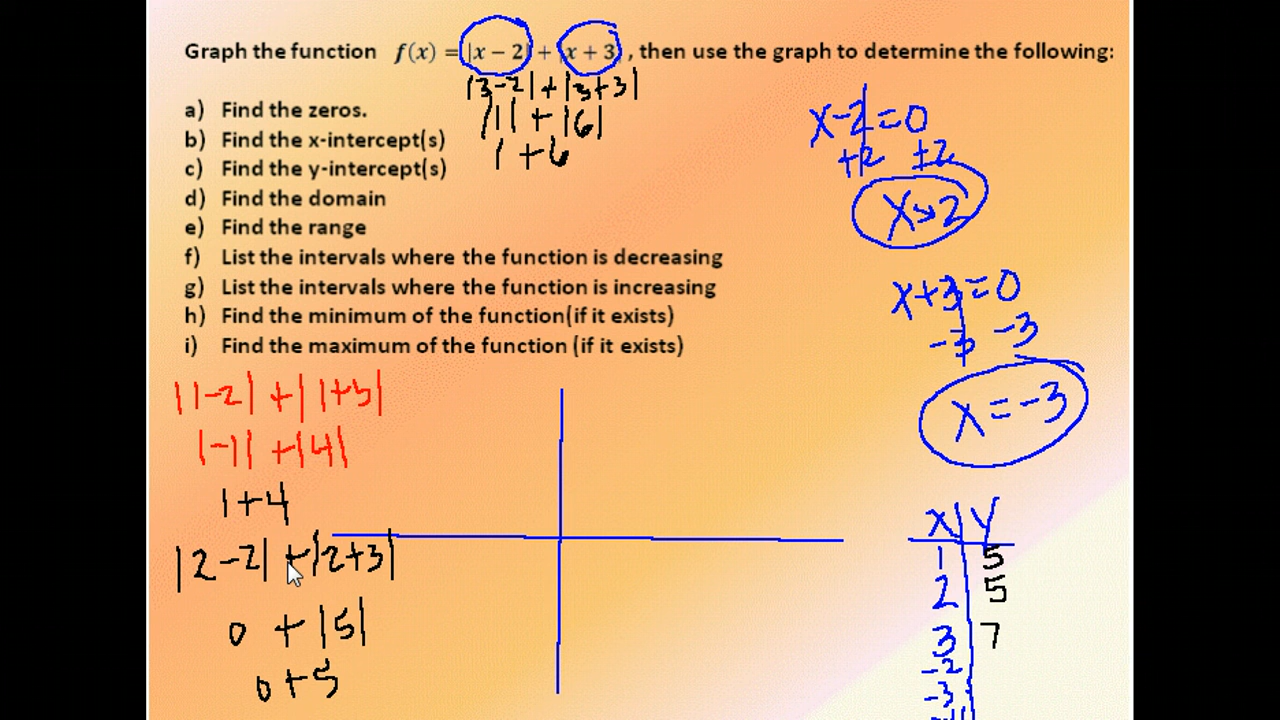 Graph the function f(x) = |x − 2| + |x + 3| , then use the graph to determine the following:
|3-2| + |3+3|
|1| + |6|
1 + 6
a) Find the zeros.
b) Find the x-intercept(s)
c) Find the y-intercept(s)
d) Find the domain
e) Find the range
f) List the intervals where the function is decreasing
g) List the intervals where the function is increasing
h) Find the minimum of the function(if it exists)
i) Find the maximum of the function (if it exists)
x-2=0
+2 +2
x=2
x+3=0
-3 -3
x=-3
|1-2| + |1+3|
|-1| + |4|
1+4
|2-2| + |2+3|
0 + |5|
0+5
x y
1 5
2 5
3 7
-2
-3